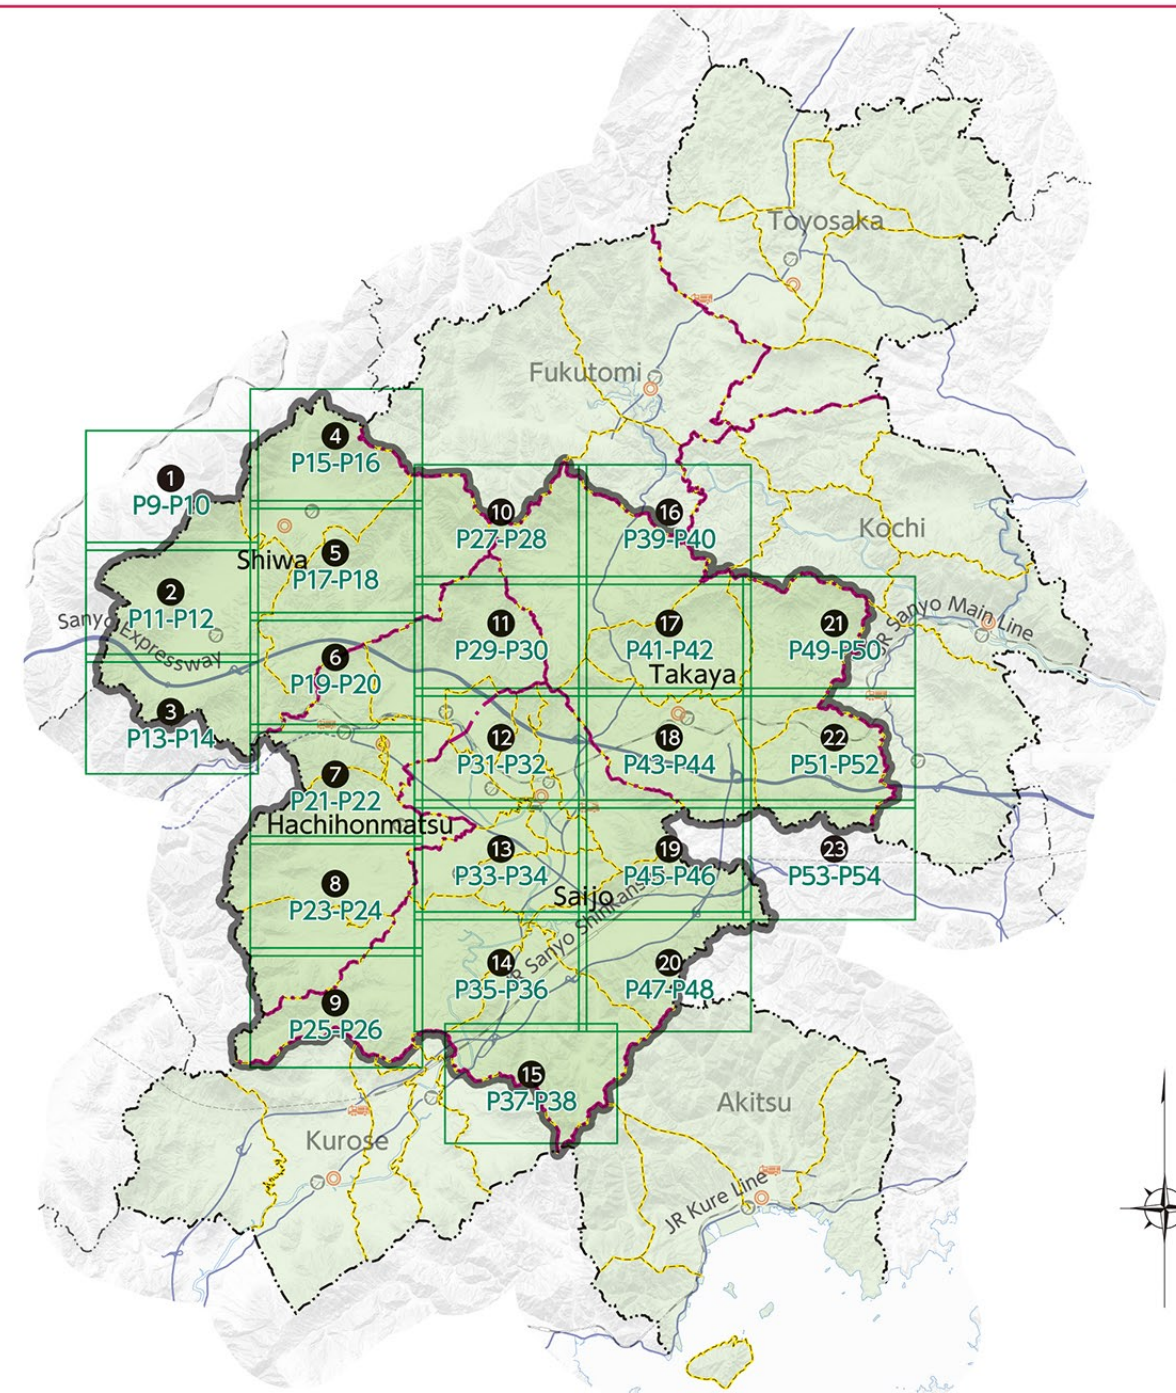 Toyosaka
Fukutomi
4
P15-P16
1
P9-P10
10
P27-P28
16
P39-P40
Kochi
Shiwa
5
P17-P18
2
P11-P12
Sanyo Expressway
11
P29-P30
17
P41-P42
Takaya
21
P49-P50
JR Sanyo Main Line
6
P19-P20
3
P13-P14
12
P31-P32
18
P43-P44
22
P51-P52
7
P21-P22
Hachihonmatsu
13
P33-P34
19
P45-P46
23
P53-P54
8
P23-P24
Saijo
JR Sanyo Shinkansen
14
P35-P36
20
P47-P48
9
P25-P26
15
P37-P38
Akitsu
Kurose
JR Kure Line